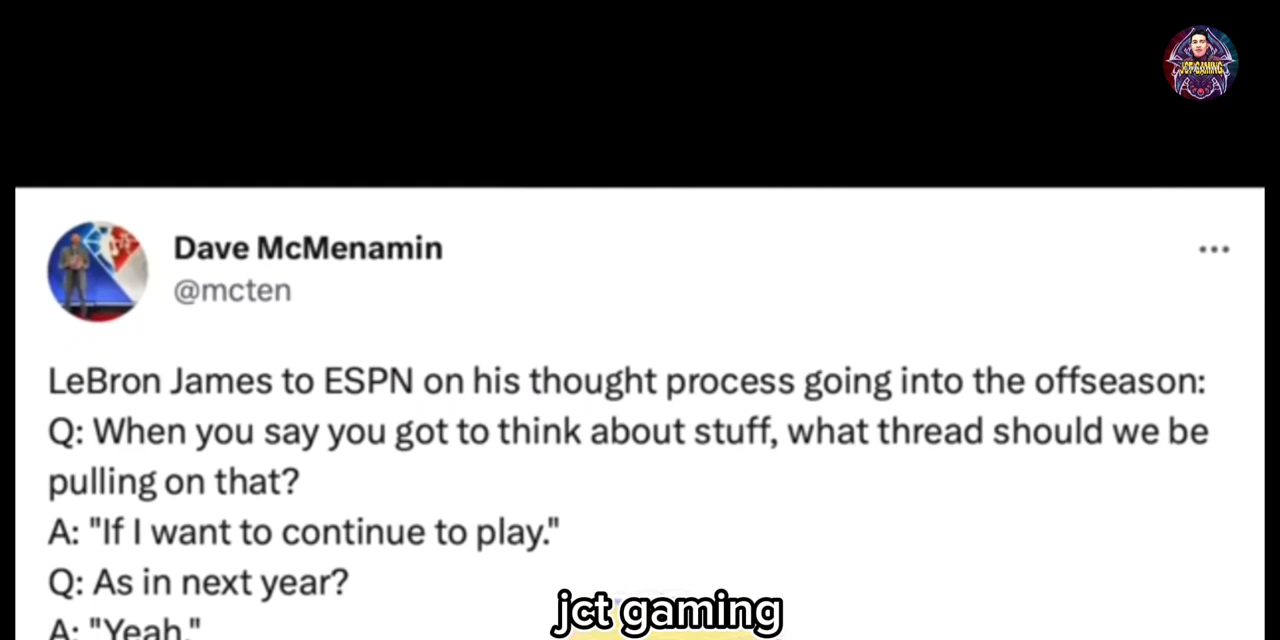 JCT GAMING
Dave McMenamin
@mcten
LeBron James to ESPN on his thought process going into the offseason:
Q: When you say you got to think about stuff, what thread should we be
pulling on that?
A: "If I want to continue to play."
Q: As in next year?
A: "Yeah."
jct gaming